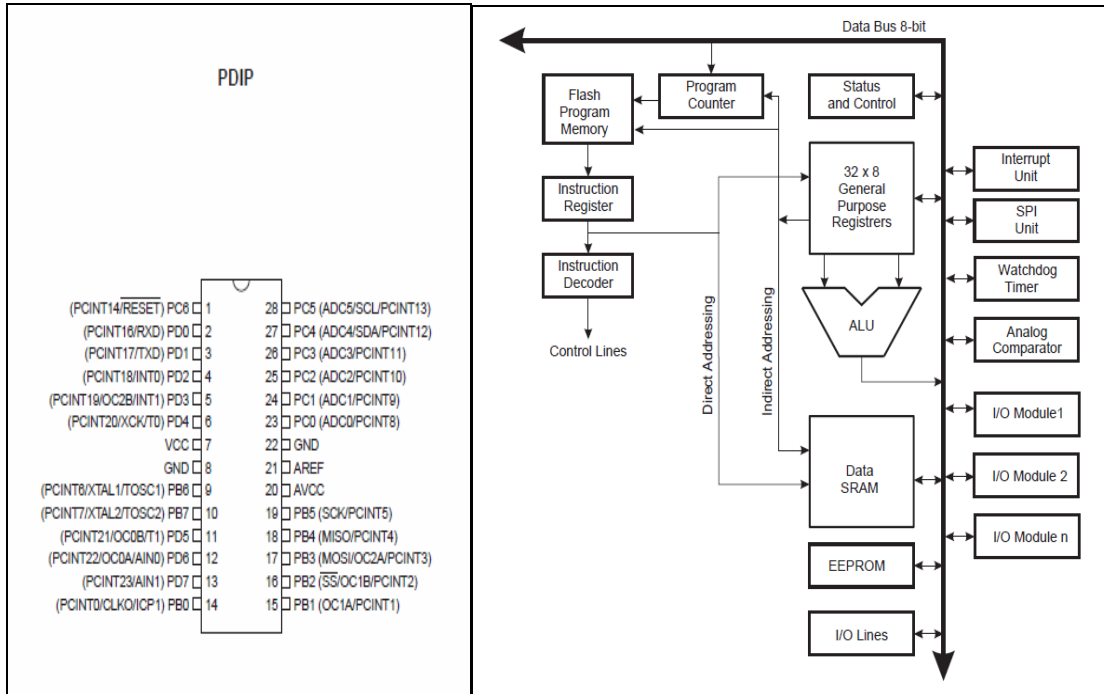 PDIP
(PCINT14/RESET) PC6 1
(PCINT16/RXD) PD0 2
(PCINT17/TXD) PD1 3
(PCINT18/INT0) PD2 4
(PCINT19/OC2B/INT1) PD3 5
(PCINT20/XCK/T0) PD4 6
VCC 7
GND 8
(PCINT6/XTAL1/TOSC1) PB6 9
(PCINT7/XTAL2/TOSC2) PB7 10
(PCINT21/OC0B/T1) PD5 11
(PCINT22/OC0A/AIN0) PD6 12
(PCINT23/AIN1) PD7 13
(PCINT0/CLKO/ICP1) PB0 14
28 PC5 (ADC5/SCL/PCINT13)
27 PC4 (ADC4/SDA/PCINT12)
26 PC3 (ADC3/PCINT11)
25 PC2 (ADC2/PCINT10)
24 PC1 (ADC1/PCINT9)
23 PC0 (ADC0/PCINT8)
22 GND
21 AREF
20 AVCC
19 PB5 (SCK/PCINT5)
18 PB4 (MISO/PCINT4)
17 PB3 (MOSI/OC2A/PCINT3)
16 PB2 (SS/OC1B/PCINT2)
15 PB1 (OC1A/PCINT1)
Data Bus 8-bit
Flash
Program
Memory
Program
Counter
Status
and Control
Instruction
Register
32 x 8
General
Purpose
Registrers
Interrupt
Unit
SPI
Unit
Instruction
Decoder
Watchdog
Timer
Control Lines
Direct Addressing
Indirect Addressing
ALU
Analog
Comparator
I/O Module1
Data
SRAM
I/O Module 2
I/O Module n
EEPROM
I/O Lines